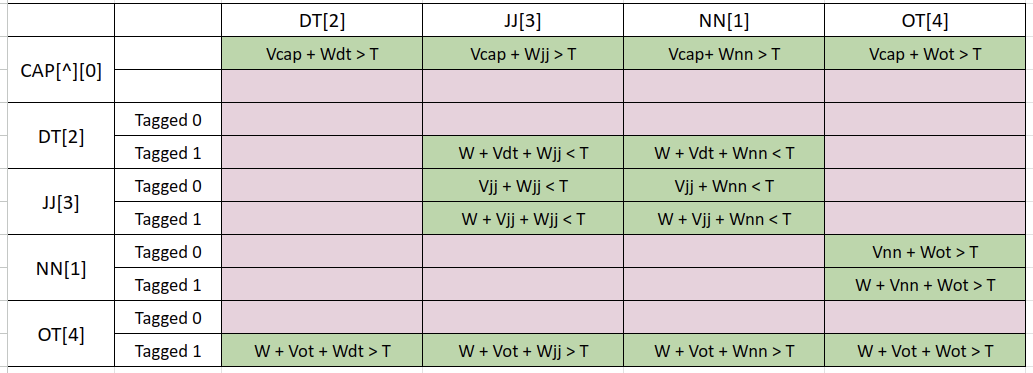 DT[2] JJ[3] NN[1] OT[4]
CAP[^][0] Vcap + Wdt > T Vcap + Wjj > T Vcap+ Wnn > T Vcap + Wot > T
DT[2] Tagged 0
Tagged 1 W + Vdt + Wjj < T W + Vdt + Wnn < T
JJ[3] Tagged 0 Vjj + Wjj < T Vjj + Wnn < T
Tagged 1 W + Vjj + Wjj < T W + Vjj + Wnn < T
NN[1] Tagged 0 Vnn + Wot > T
Tagged 1 W + Vnn + Wot > T
OT[4] Tagged 0
Tagged 1 W + Vot + Wdt > T W + Vot + Wjj > T W + Vot + Wnn > T W + Vot + Wot > T